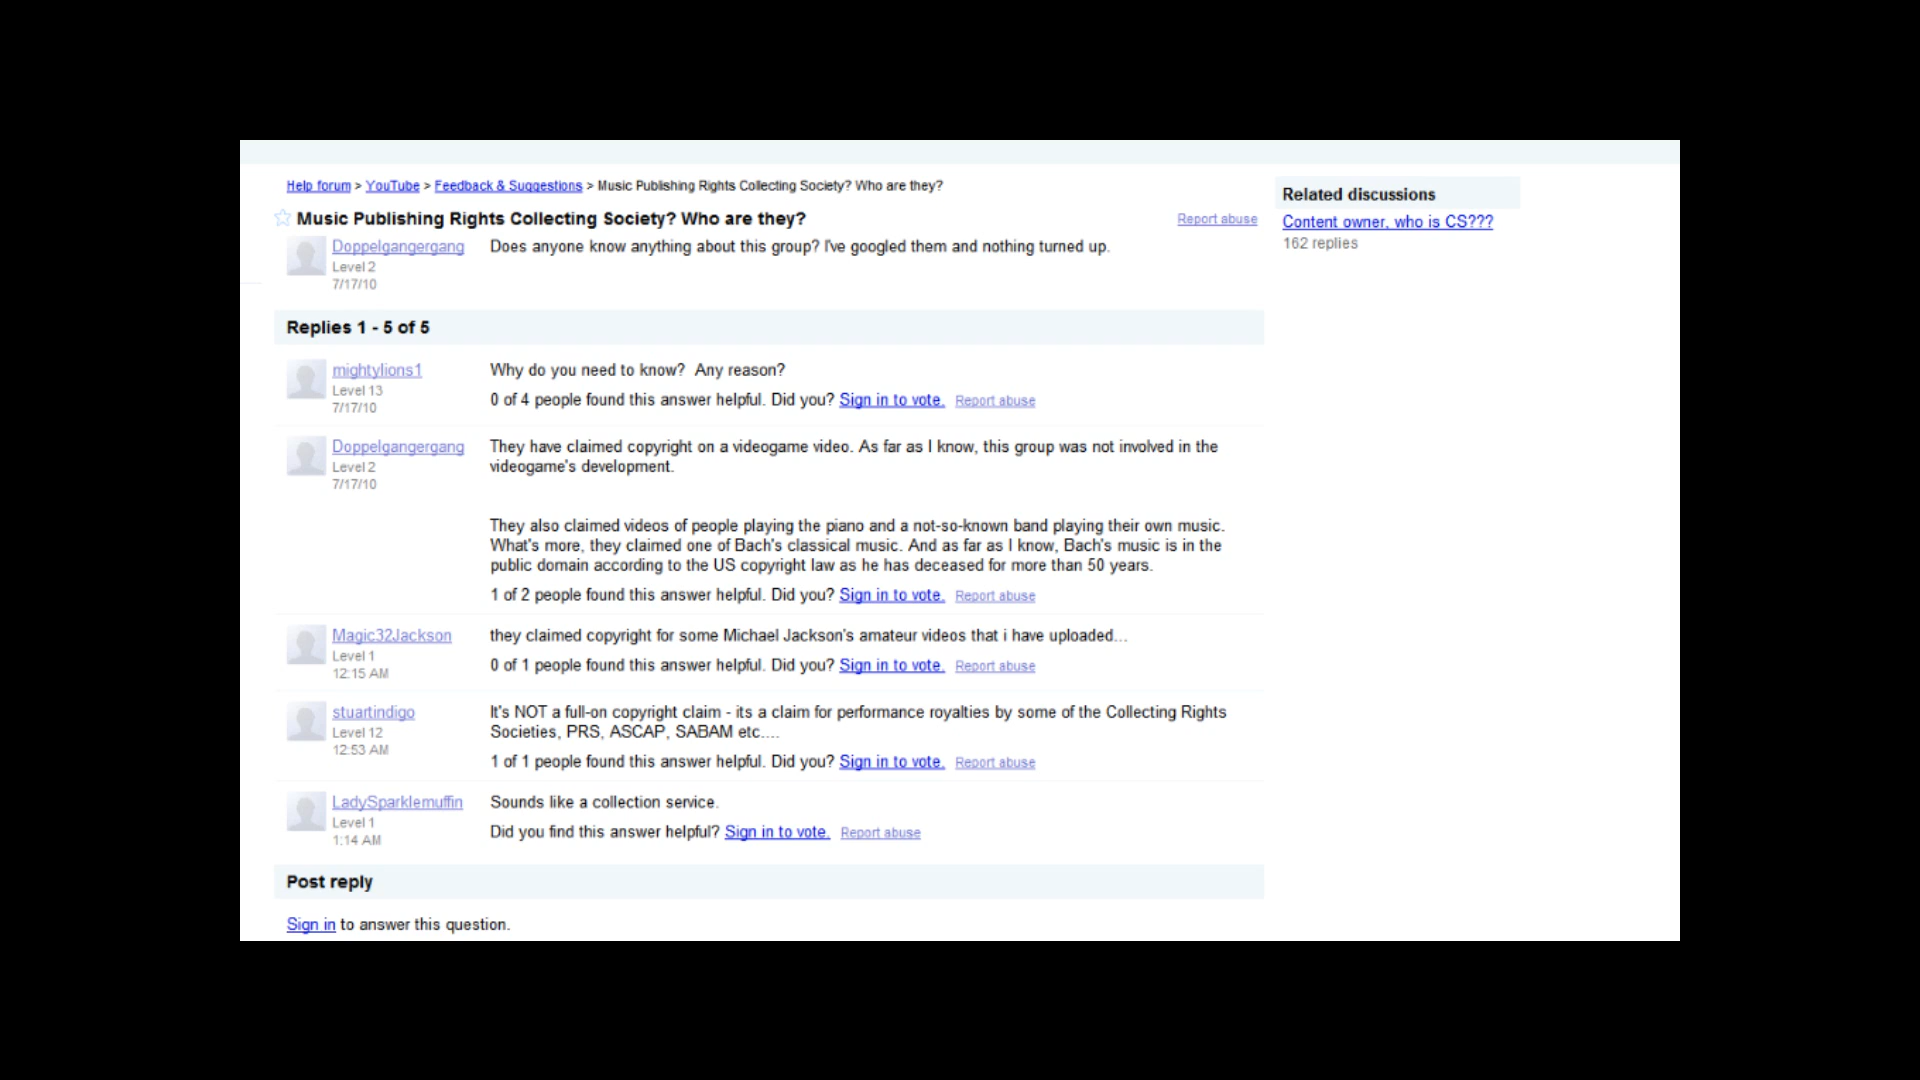 Help forum > YouTube > Feedback & Suggestions > Music Publishing Rights Collecting Society? Who are they?
Music Publishing Rights Collecting Society? Who are they?
Report abuse
Doppelgangergang
Level 2
7/17/10
Does anyone know anything about this group? I've googled them and nothing turned up.
Related discussions
Content owner, who is CS???
162 replies
Replies 1 - 5 of 5
mightylions1
Level 13
7/17/10
Why do you need to know?  Any reason?
0 of 4 people found this answer helpful. Did you? Sign in to vote. Report abuse
Doppelgangergang
Level 2
7/17/10
They have claimed copyright on a videogame video. As far as I know, this group was not involved in the
videogame's development.
They also claimed videos of people playing the piano and a not-so-known band playing their own music.
What's more, they claimed one of Bach's classical music. And as far as I know, Bach's music is in the
public domain according to the US copyright law as he has deceased for more than 50 years.
1 of 2 people found this answer helpful. Did you? Sign in to vote. Report abuse
Magic32Jackson
Level 1
12:15 AM
they claimed copyright for some Michael Jackson's amateur videos that i have uploaded...
0 of 1 people found this answer helpful. Did you? Sign in to vote. Report abuse
stuartindigo
Level 12
12:53 AM
It's NOT a full-on copyright claim - its a claim for performance royalties by some of the Collecting Rights
Societies, PRS, ASCAP, SABAM etc....
1 of 1 people found this answer helpful. Did you? Sign in to vote. Report abuse
LadySparklemuffin
Level 1
1:14 AM
Sounds like a collection service.
Did you find this answer helpful? Sign in to vote. Report abuse
Post reply
Sign in to answer this question.